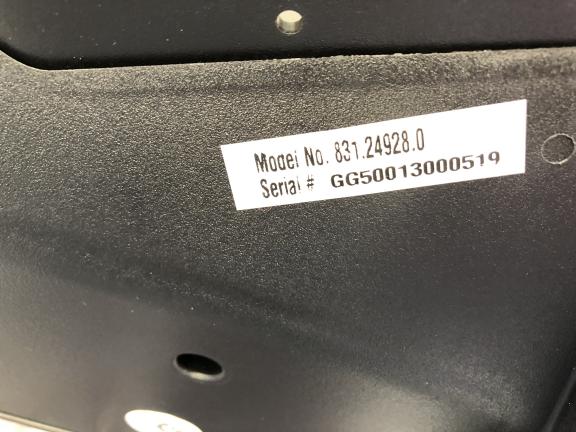 Model No. 831.24928.0
Serial # GG50013000519